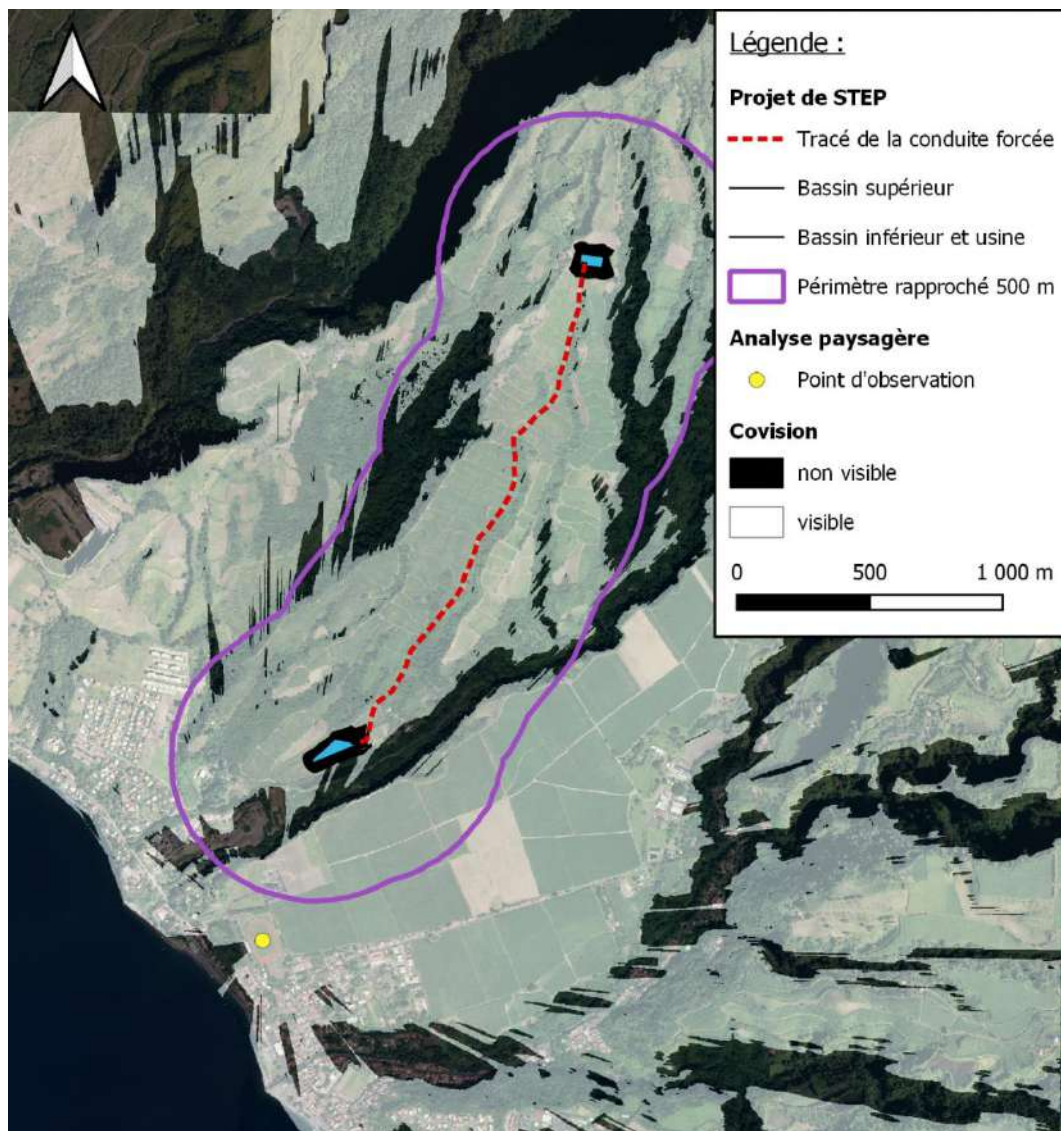 Légende :
Projet de STEP
Tracé de la conduite forcée
Bassin supérieur
Bassin inférieur et usine
Périmètre rapproché 500 m
Analyse paysagère
Point d'observation
Covision
non visible
visible
0 500 1 000 m